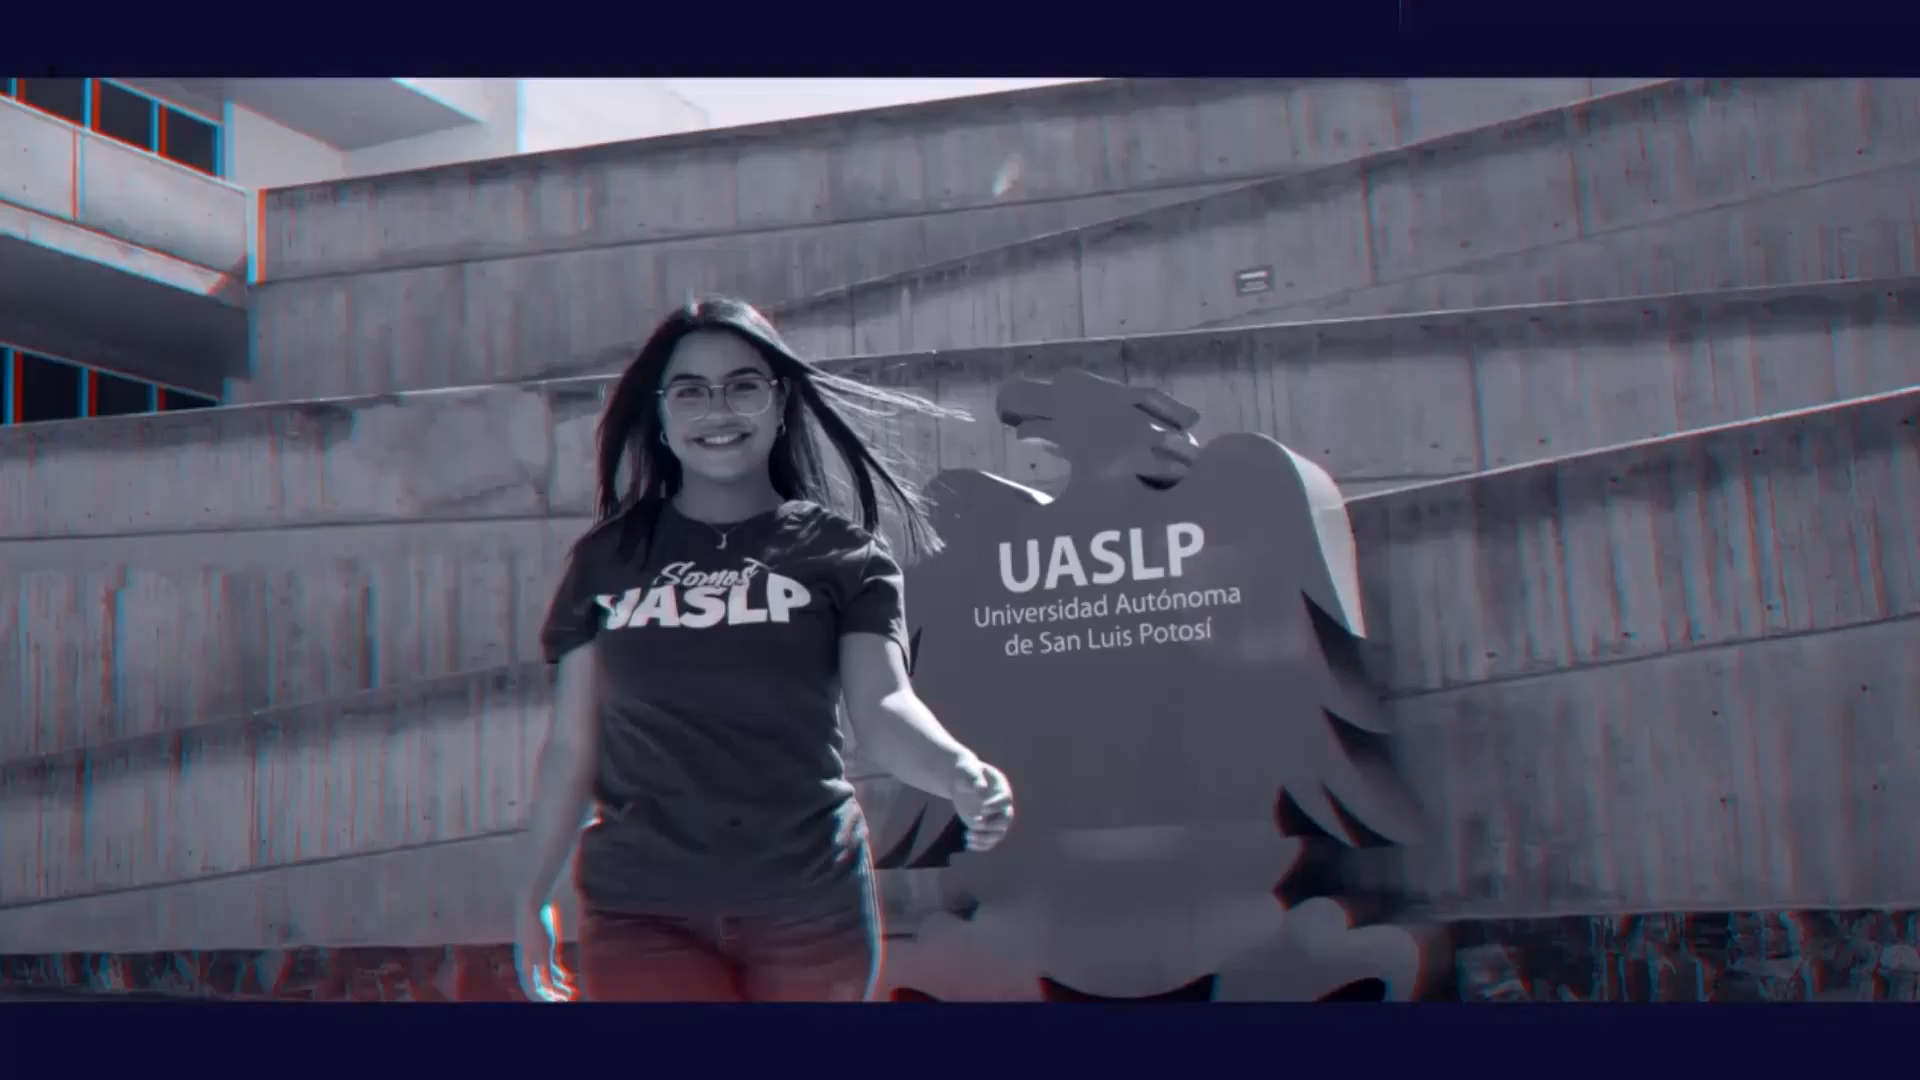 Somos
UASLP
UASLP
Universidad Autónoma
de San Luis Potosí